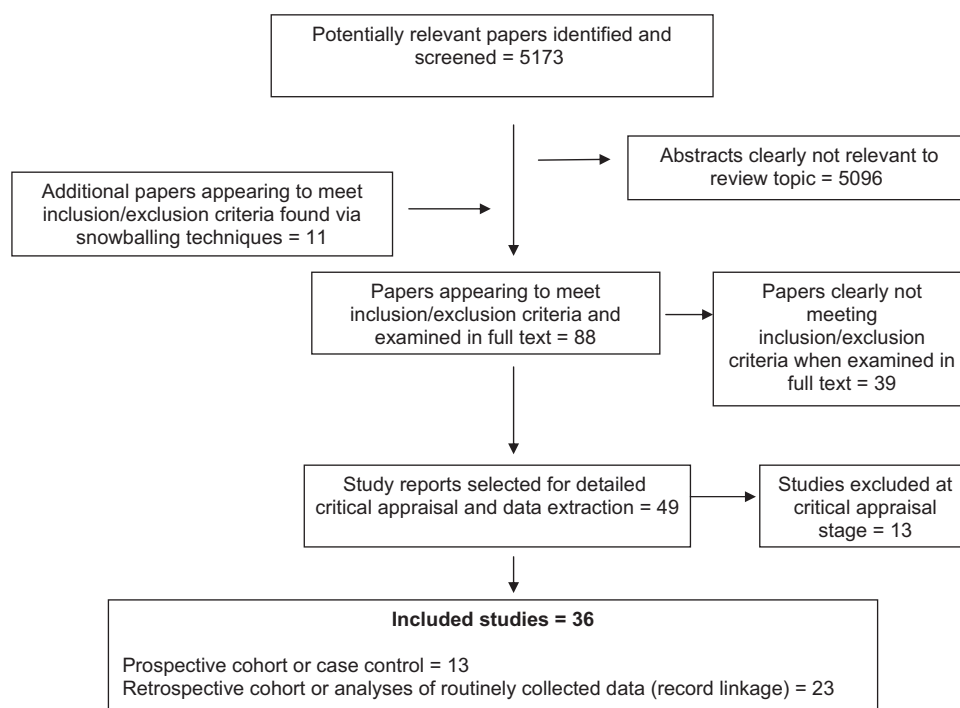 Potentially relevant papers identified and
screened = 5173
Abstracts clearly not relevant to
review topic = 5096
Additional papers appearing to meet
inclusion/exclusion criteria found via
snowballing techniques = 11
Papers appearing to meet
inclusion/exclusion criteria and
examined in full text = 88
Papers clearly not
meeting
inclusion/exclusion
criteria when examined in
full text = 39
Study reports selected for detailed
critical appraisal and data extraction = 49
Studies excluded at
critical appraisal
stage = 13
Included studies = 36
Prospective cohort or case control = 13
Retrospective cohort or analyses of routinely collected data (record linkage) = 23